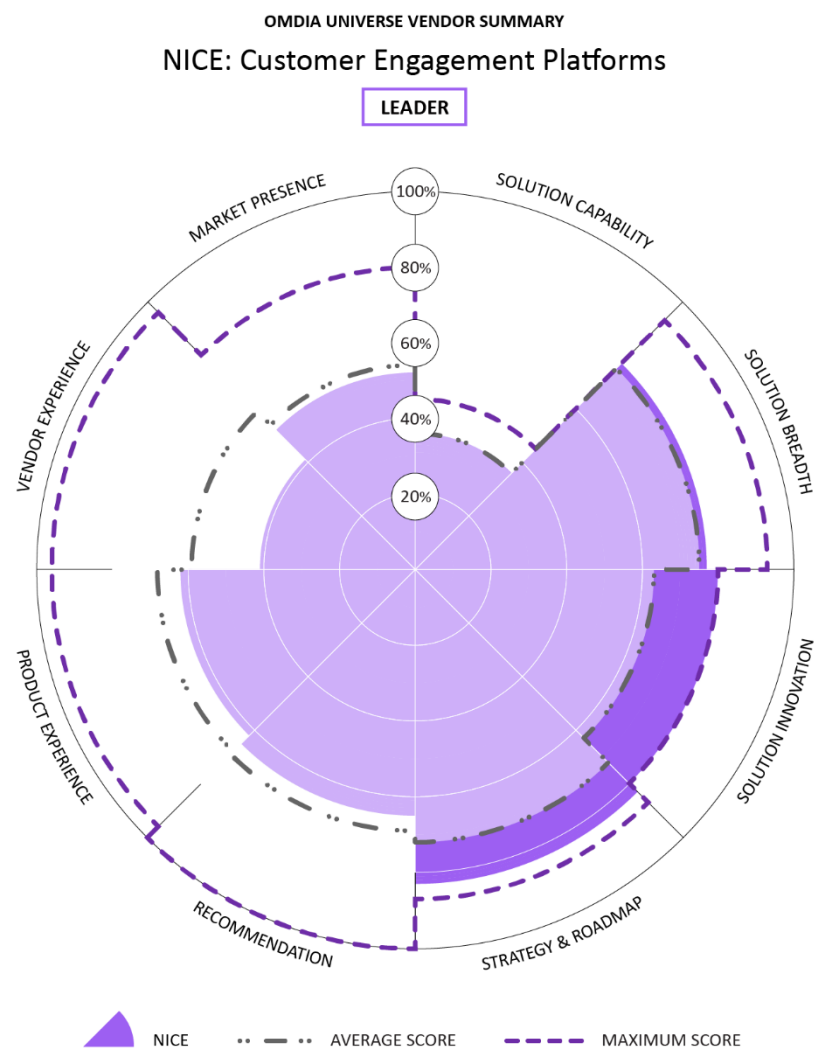 OMDIA UNIVERSE VENDOR SUMMARY
NICE: Customer Engagement Platforms
LEADER
MARKET PRESENCE
100%
SOLUTION CAPABILITY
80%
60%
VENDOR EXPERIENCE
SOLUTION BREADTH
40%
20%
PRODUCT EXPERIENCE
SOLUTION INNOVATION
RECOMMENDATION
STRATEGY & ROADMAP
NICE
AVERAGE SCORE
MAXIMUM SCORE